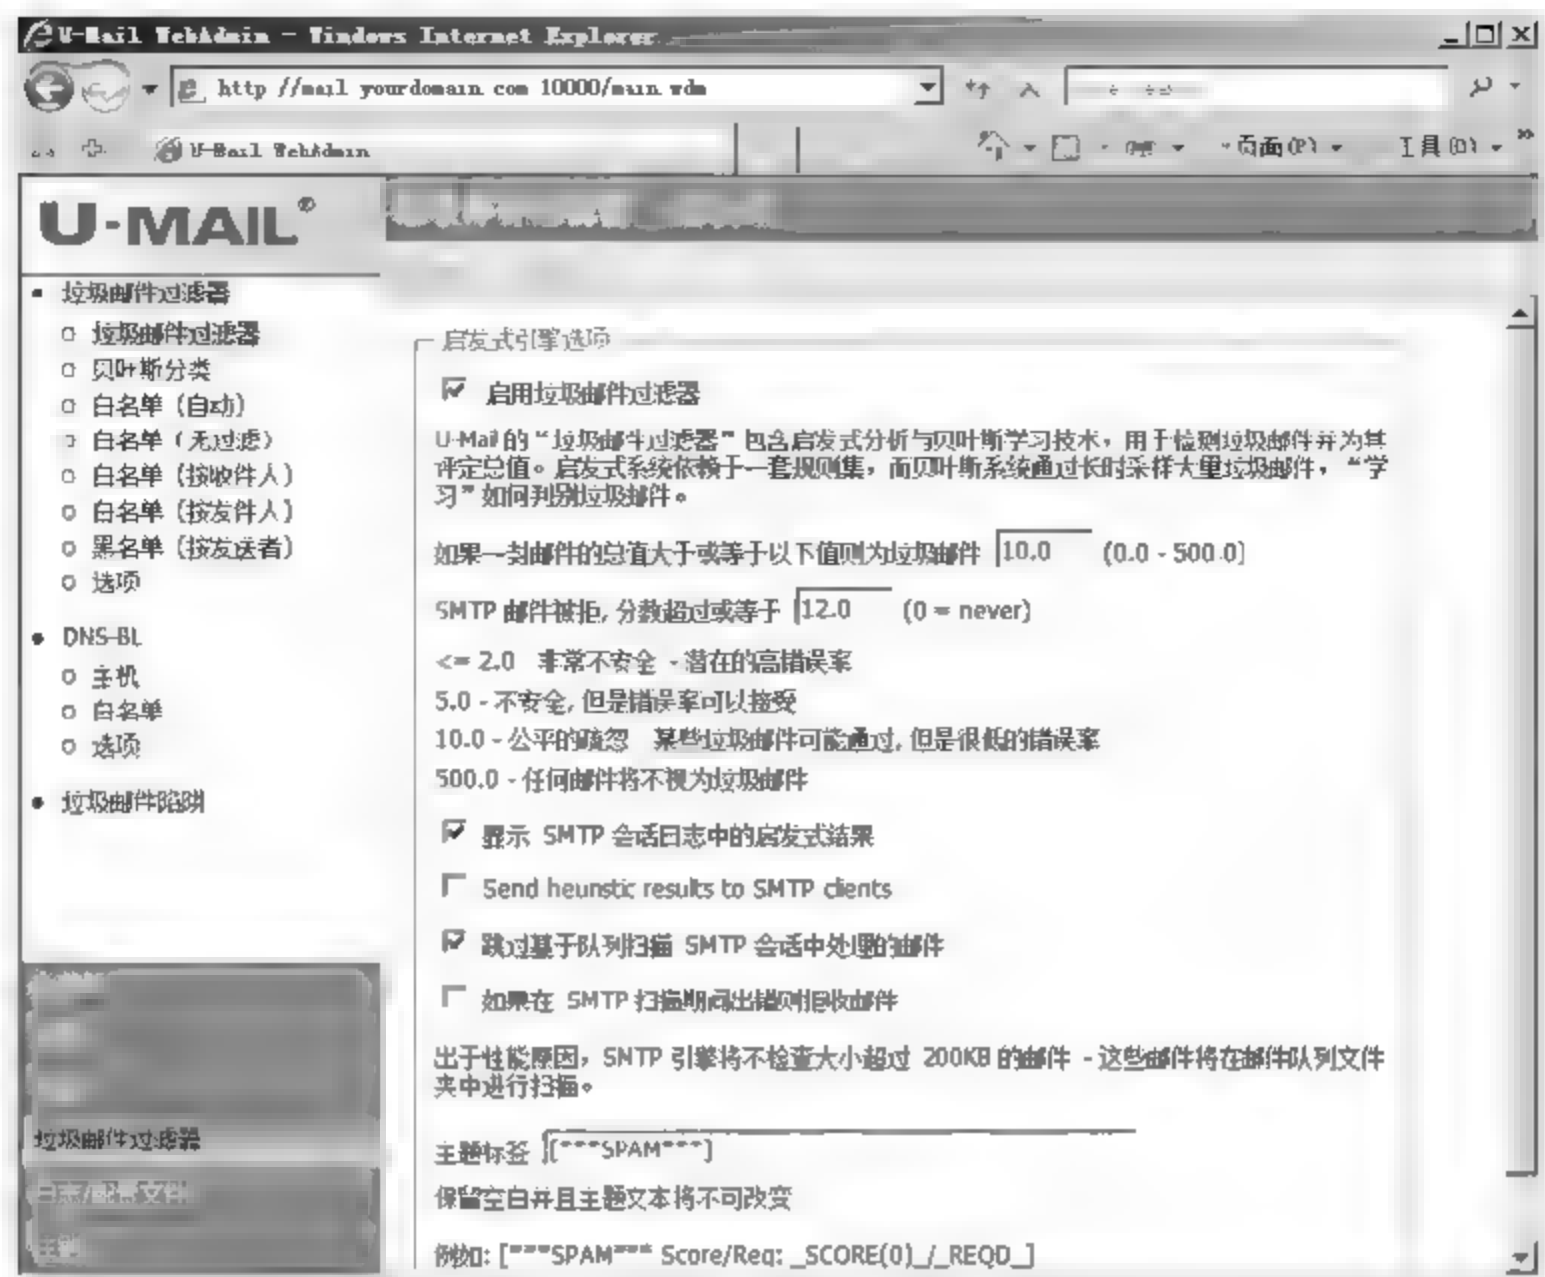 U-Mail WebAdmin - Windows Internet Explorer
http //mail yourdomain com 10000/main wdm
U-Mail WebAdmin
页面(P)
工具(O)
U-MAIL®
垃圾邮件过滤器
垃圾邮件过滤器
贝叶斯分类
白名单 (自动)
白名单 (无过滤)
白名单 (按收件人)
白名单 (按发件人)
黑名单 (按发送者)
选项
DNS-BL
主机
白名单
选项
垃圾邮件陷阱
垃圾邮件过滤器
日志/配置文件
主题
启发式引擎选项
启用垃圾邮件过滤器
U-Mail 的“垃圾邮件过滤器”包含启发式分析与贝叶斯学习技术，用于检测垃圾邮件并为其
评定总值。启发式系统依赖于一套规则集，而贝叶斯系统通过长时采样大量垃圾邮件，“学
习”如何判别垃圾邮件。
如果一封邮件的总值大于或等于以下值则为垃圾邮件 10.0 (0.0 - 500.0)
SMTP 邮件被拒, 分数超过或等于 12.0 (0 = never)
<= 2.0 非常不安全 - 潜在的高错误率
5.0 - 不安全, 但是错误率可以接受
10.0 - 公平的疏忽 某些垃圾邮件可能通过, 但是很低的错误率
500.0 - 任何邮件将不视为垃圾邮件
显示 SMTP 会话日志中的启发式结果
Send heuristic results to SMTP clients
跳过基于队列扫描 SMTP 会话中处理的邮件
如果在 SMTP 扫描期间出错则拒收邮件
出于性能原因，SMTP 引擎将不检查大小超过 200KB 的邮件 - 这些邮件将在邮件队列文件
夹中进行扫描。
主题标签 [***SPAM***]
保留空白并且主题文本将不可改变
例如: [***SPAM*** Score/Req: _SCORE(0)_/_REQD_]